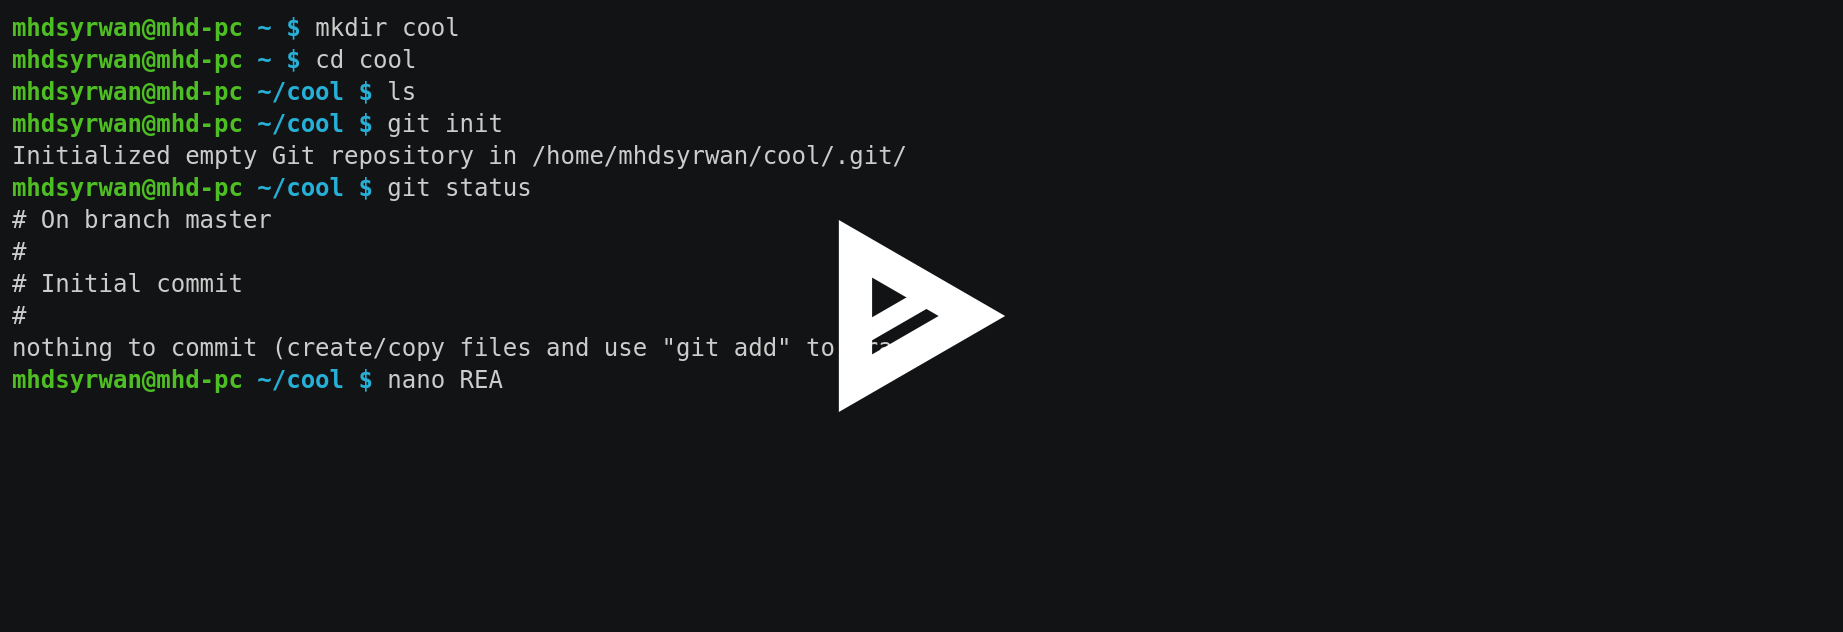 mhdsyrwan@mhd-pc ~ $ mkdir cool
mhdsyrwan@mhd-pc ~ $ cd cool
mhdsyrwan@mhd-pc ~/cool $ ls
mhdsyrwan@mhd-pc ~/cool $ git init
Initialized empty Git repository in /home/mhdsyrwan/cool/.git/
mhdsyrwan@mhd-pc ~/cool $ git status
# On branch master
#
# Initial commit
#
nothing to commit (create/copy files and use "git add" to
mhdsyrwan@mhd-pc ~/cool $ nano REA